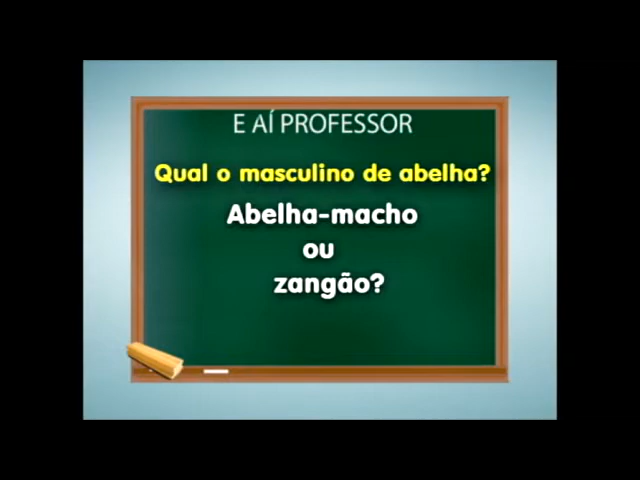 E AÍ PROFESSOR
Qual o masculino de abelha?
Abelha-macho
ou
zangão?